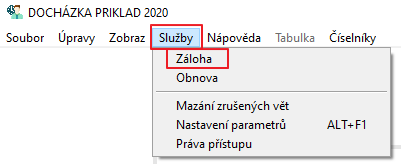 DOCHÁZKA PRIKLAD 2020
Soubor Úpravy Zobraz Služby Nápověda Tabulka Číselníky
Záloha
Obnova
Mazání zrušených vět
Nastavení parametrů ALT+F1
Práva přístupu